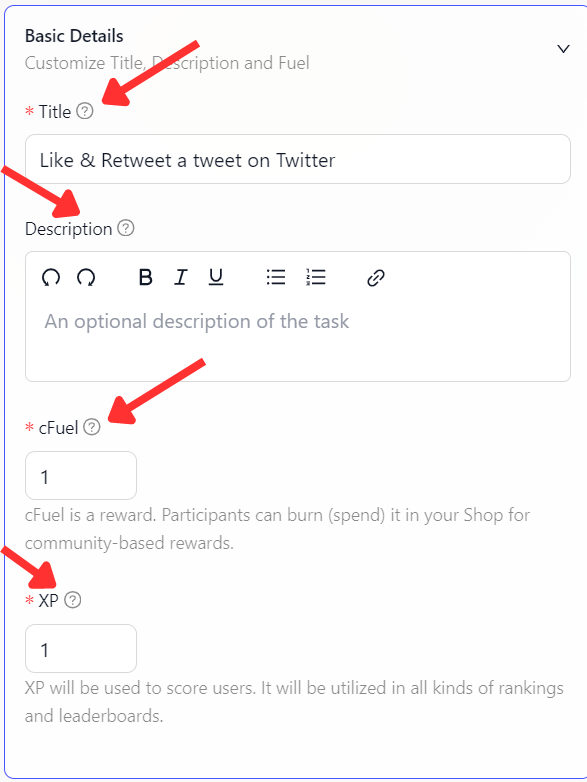 Basic Details
Customize Title, Description and Fuel
* Title
Like & Retweet a tweet on Twitter
Description
B I U
An optional description of the task
* cFuel
1
cFuel is a reward. Participants can burn (spend) it in your Shop for
community-based rewards.
* XP
1
XP will be used to score users. It will be utilized in all kinds of rankings
and leaderboards.